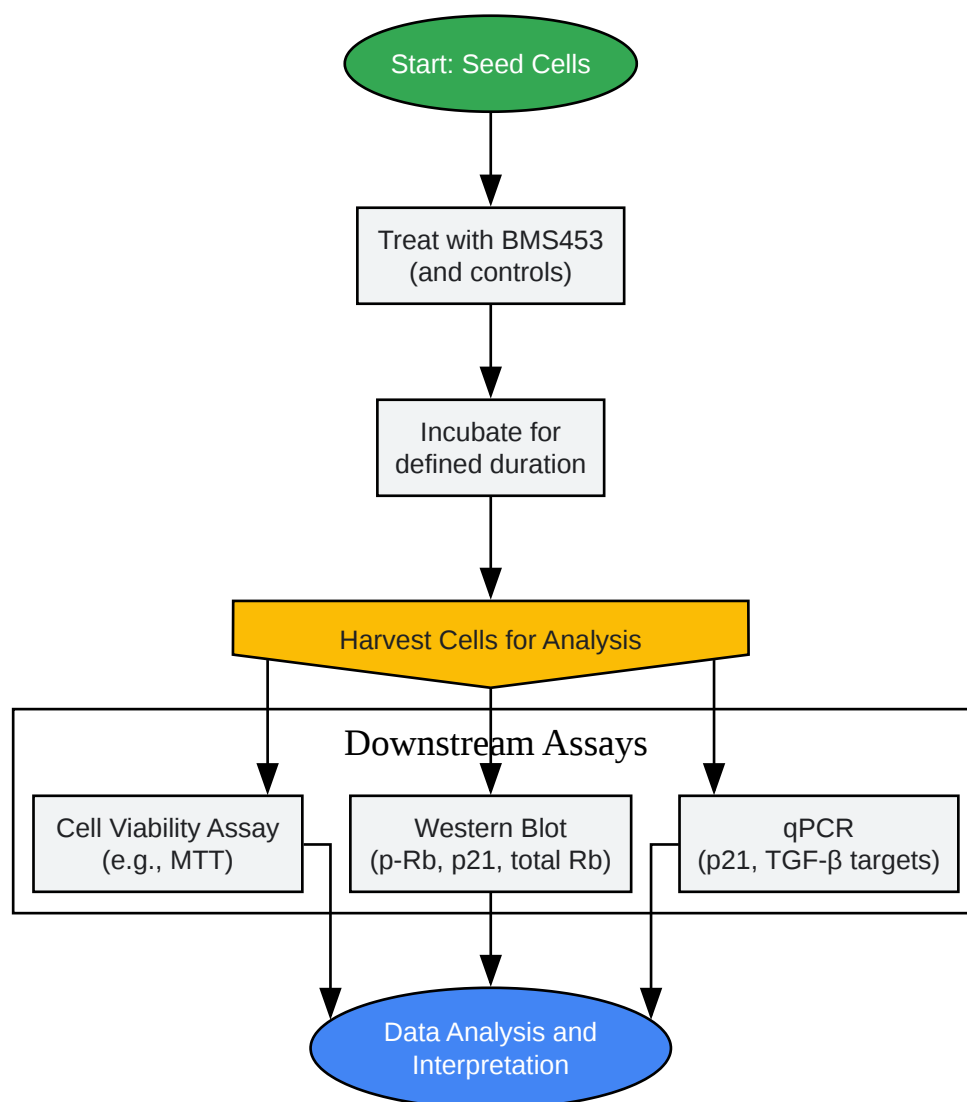 Start: Seed Cells
Treat with BMS453
(and controls)
Incubate for
defined duration
Harvest Cells for Analysis
Downstream Assays
Cell Viability Assay
(e.g., MTT)
Western Blot
(p-Rb, p21, total Rb)
qPCR
(p21, TGF-β targets)
Data Analysis and
Interpretation